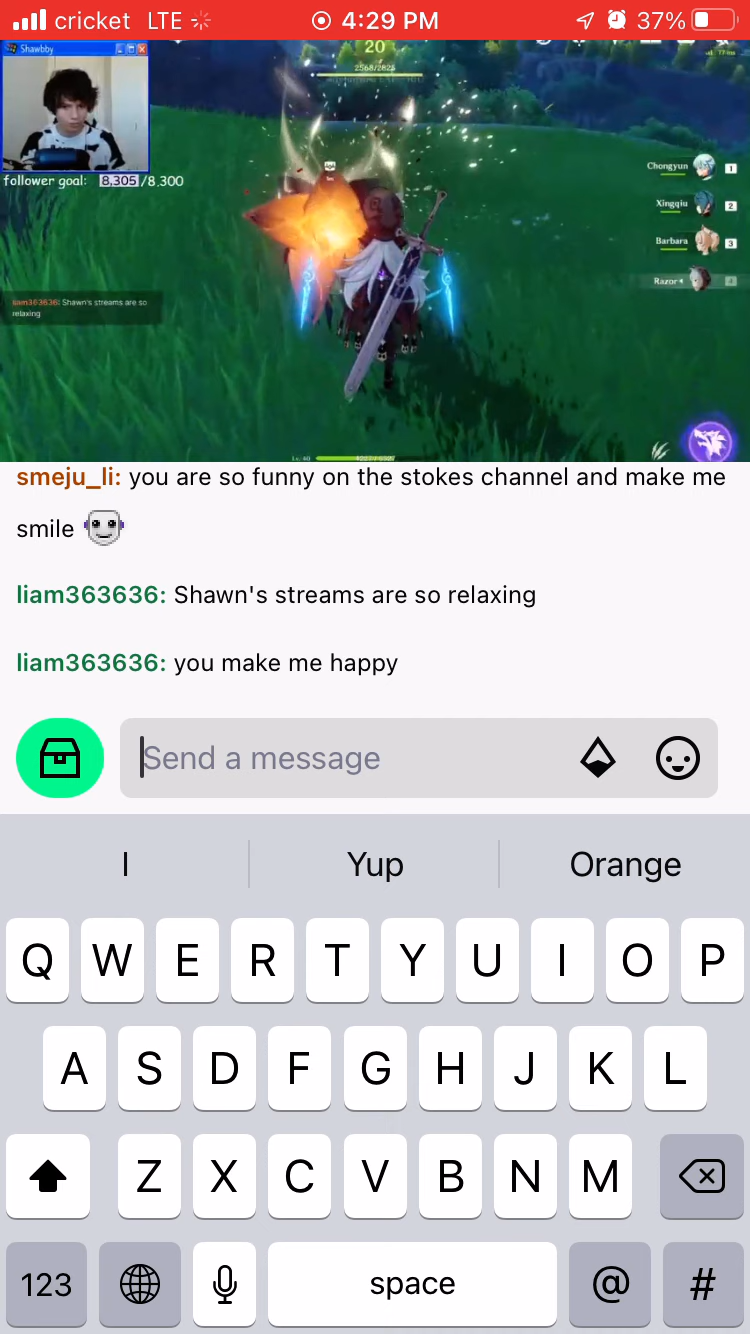 cricket LTE 4:29 PM 37%
Shawbby
20
2568/2825
follower goal: 8,305/8,300
Chongyun 1
Xingqiu 2
Barbara 3
Razor 4
liam363636: Shawn's streams are so
relaxing
smeju_li: you are so funny on the stokes channel and make me
smile
liam363636: Shawn's streams are so relaxing
liam363636: you make me happy
Send a message
I Yup Orange
Q W E R T Y U I O P
A S D F G H J K L
Z X C V B N M
123 space @ #